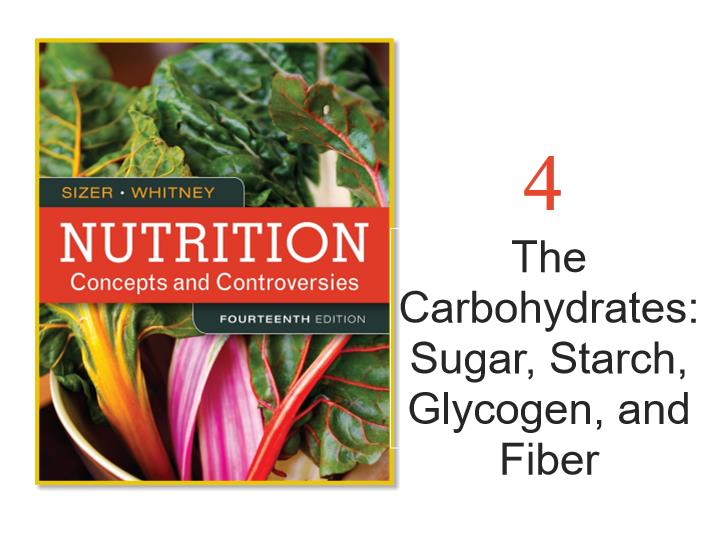 SIZER • WHITNEY
NUTRITION
Concepts and Controversies
FOURTEENTH EDITION
4
The
Carbohydrates:
Sugar, Starch,
Glycogen, and
Fiber